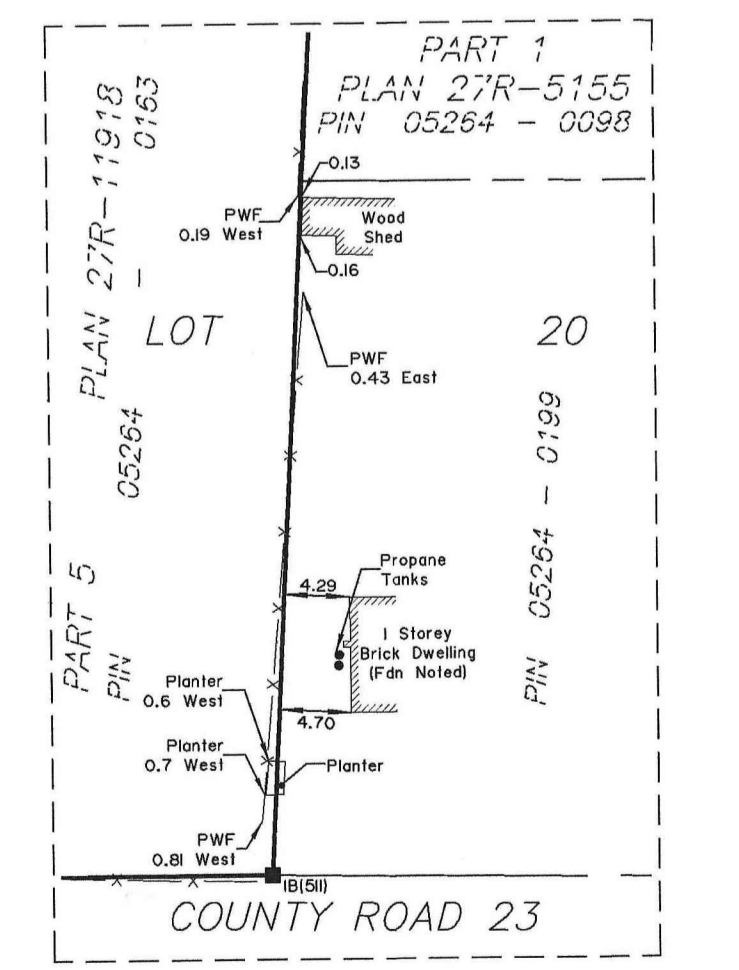 PART 1
PLAN 27R-5155
PIN 05264 - 0098
PLAN 27R-11918
PART 5
PIN 05264 - 0163
-0.13
PWF
0.19 West
Wood
Shed
-0.16
LOT 20
PWF
0.43 East
PIN 05264 - 0199
Propane
Tanks
4.29
1 Storey
Brick Dwelling
(Fdn Noted)
Planter
0.6 West
4.70
Planter
0.7 West
Planter
PWF
0.81 West
IB(511)
COUNTY ROAD 23